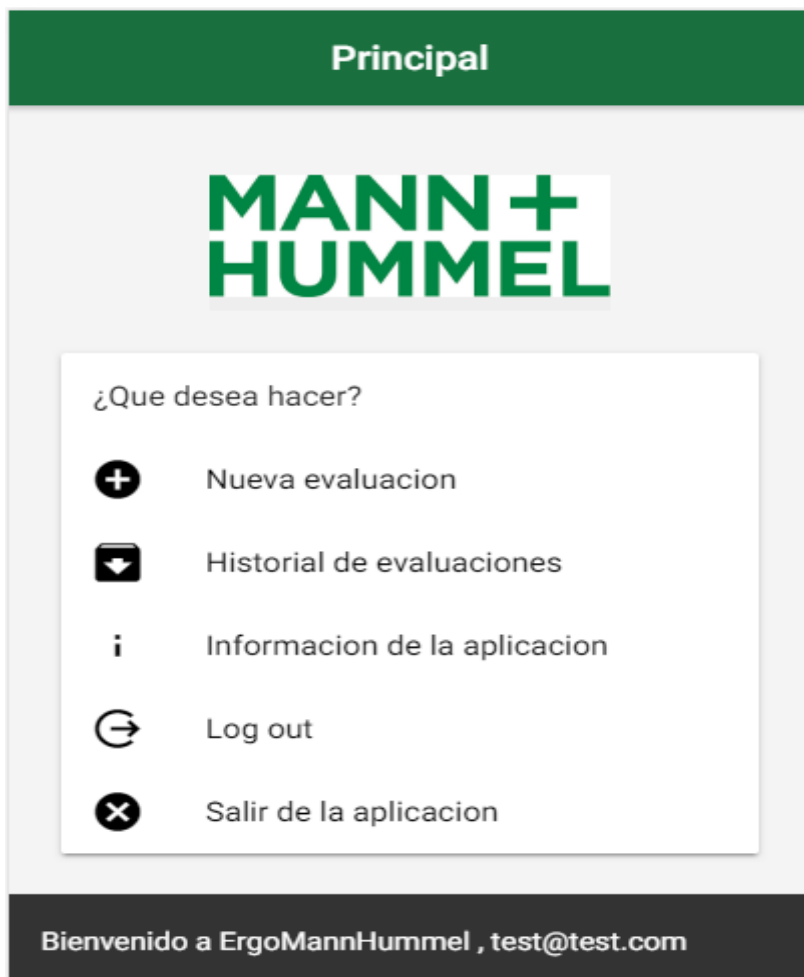 Principal
MANN+
HUMMEL
¿Que desea hacer?
Nueva evaluacion
Historial de evaluaciones
Informacion de la aplicacion
Log out
Salir de la aplicacion
Bienvenido a ErgoMannHummel , test@test.com